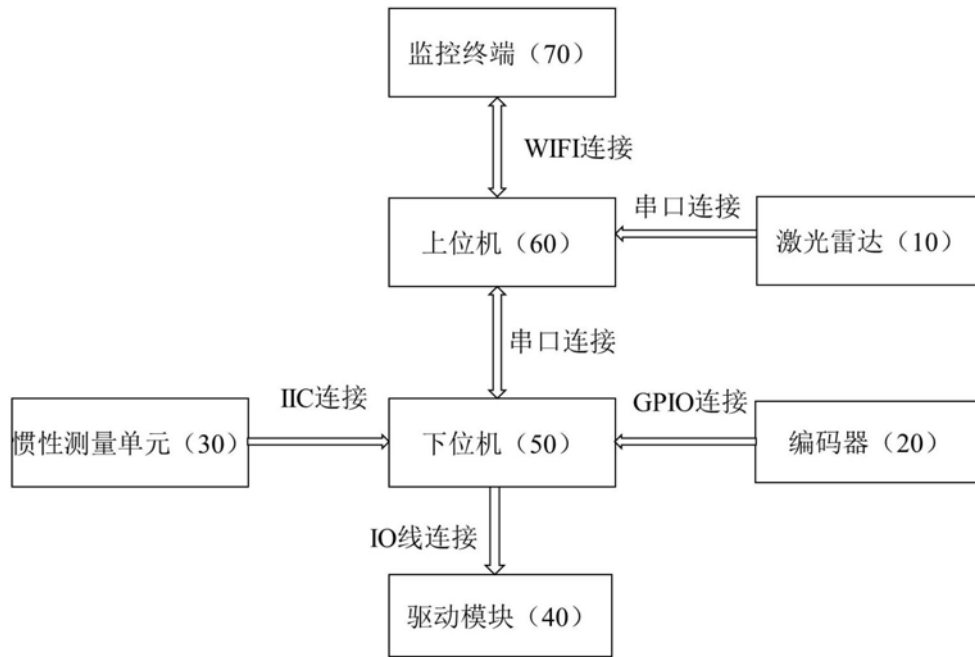 监控终端（70）
WIFI连接
串口连接
上位机（60）
激光雷达（10）
串口连接
IIC连接
GPIO连接
惯性测量单元（30）
下位机（50）
编码器（20）
IO线连接
驱动模块（40）